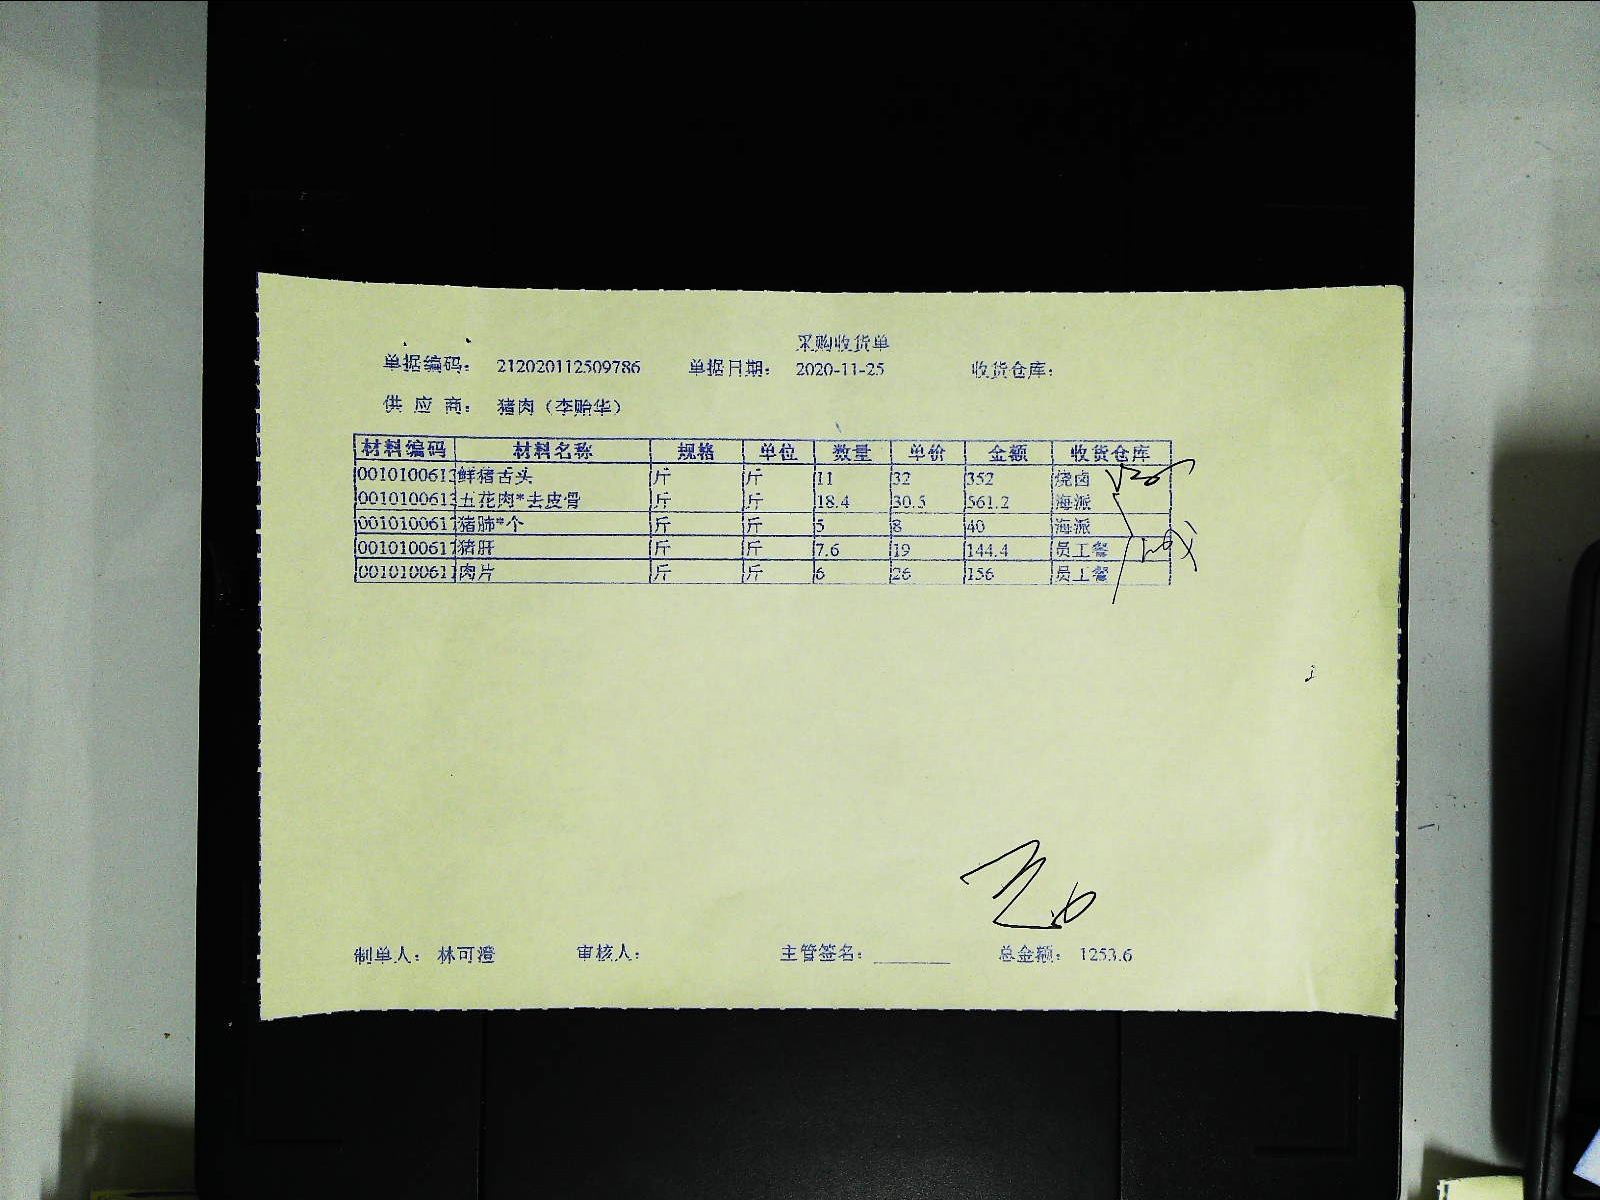 采购收货单
单据编码： 212020112509786 单据日期： 2020-11-25 收货仓库：
供 应 商： 猪肉（李贻华）
材料编码 材料名称 规格 单位 数量 单价 金额 收货仓库
0010100613 鲜猪舌头 斤 斤 11 32 352 烧卤
0010100613 五花肉*去皮骨 斤 斤 18.4 30.5 561.2 海派
0010100617 猪肺*个 斤 斤 5 8 40 海派
0010100617 猪肝 斤 斤 7.6 19 144.4 员工餐
0010100611 肉片 斤 斤 6 26 156 员工餐
制单人： 林可澄 审核人： 主管签名： 总金额： 1253.6